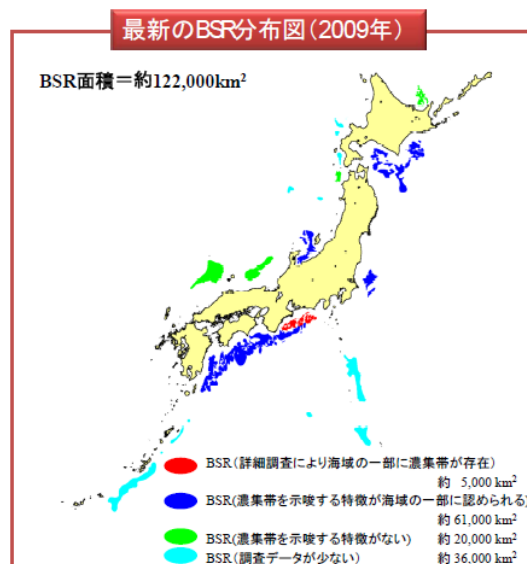 最新のBSR分布図（2009年）
BSR面積＝約122,000km²
BSR（詳細調査により海域の一部に濃集帯が存在）
約 5,000 km²
BSR(濃集帯を示唆する特徴が海域の一部に認められる)
約 61,000 km²
BSR(濃集帯を示唆する特徴がない) 約 20,000 km²
BSR（調査データが少ない） 約 36,000 km²